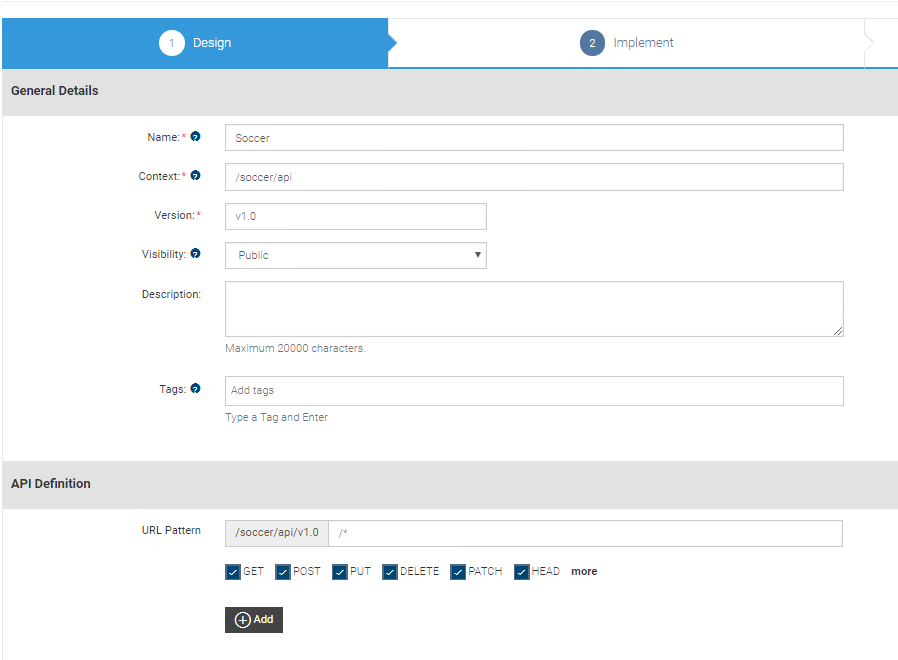 1 Design 2 Implement
General Details
Name:* ? Soccer
Context:* ? /soccer/api
Version:* v1.0
Visibility: ? Public
Description:
Maximum 20000 characters.
Tags: ? Add tags
Type a Tag and Enter
API Definition
URL Pattern /soccer/api/v1.0 /*
GET POST PUT DELETE PATCH HEAD more
Add